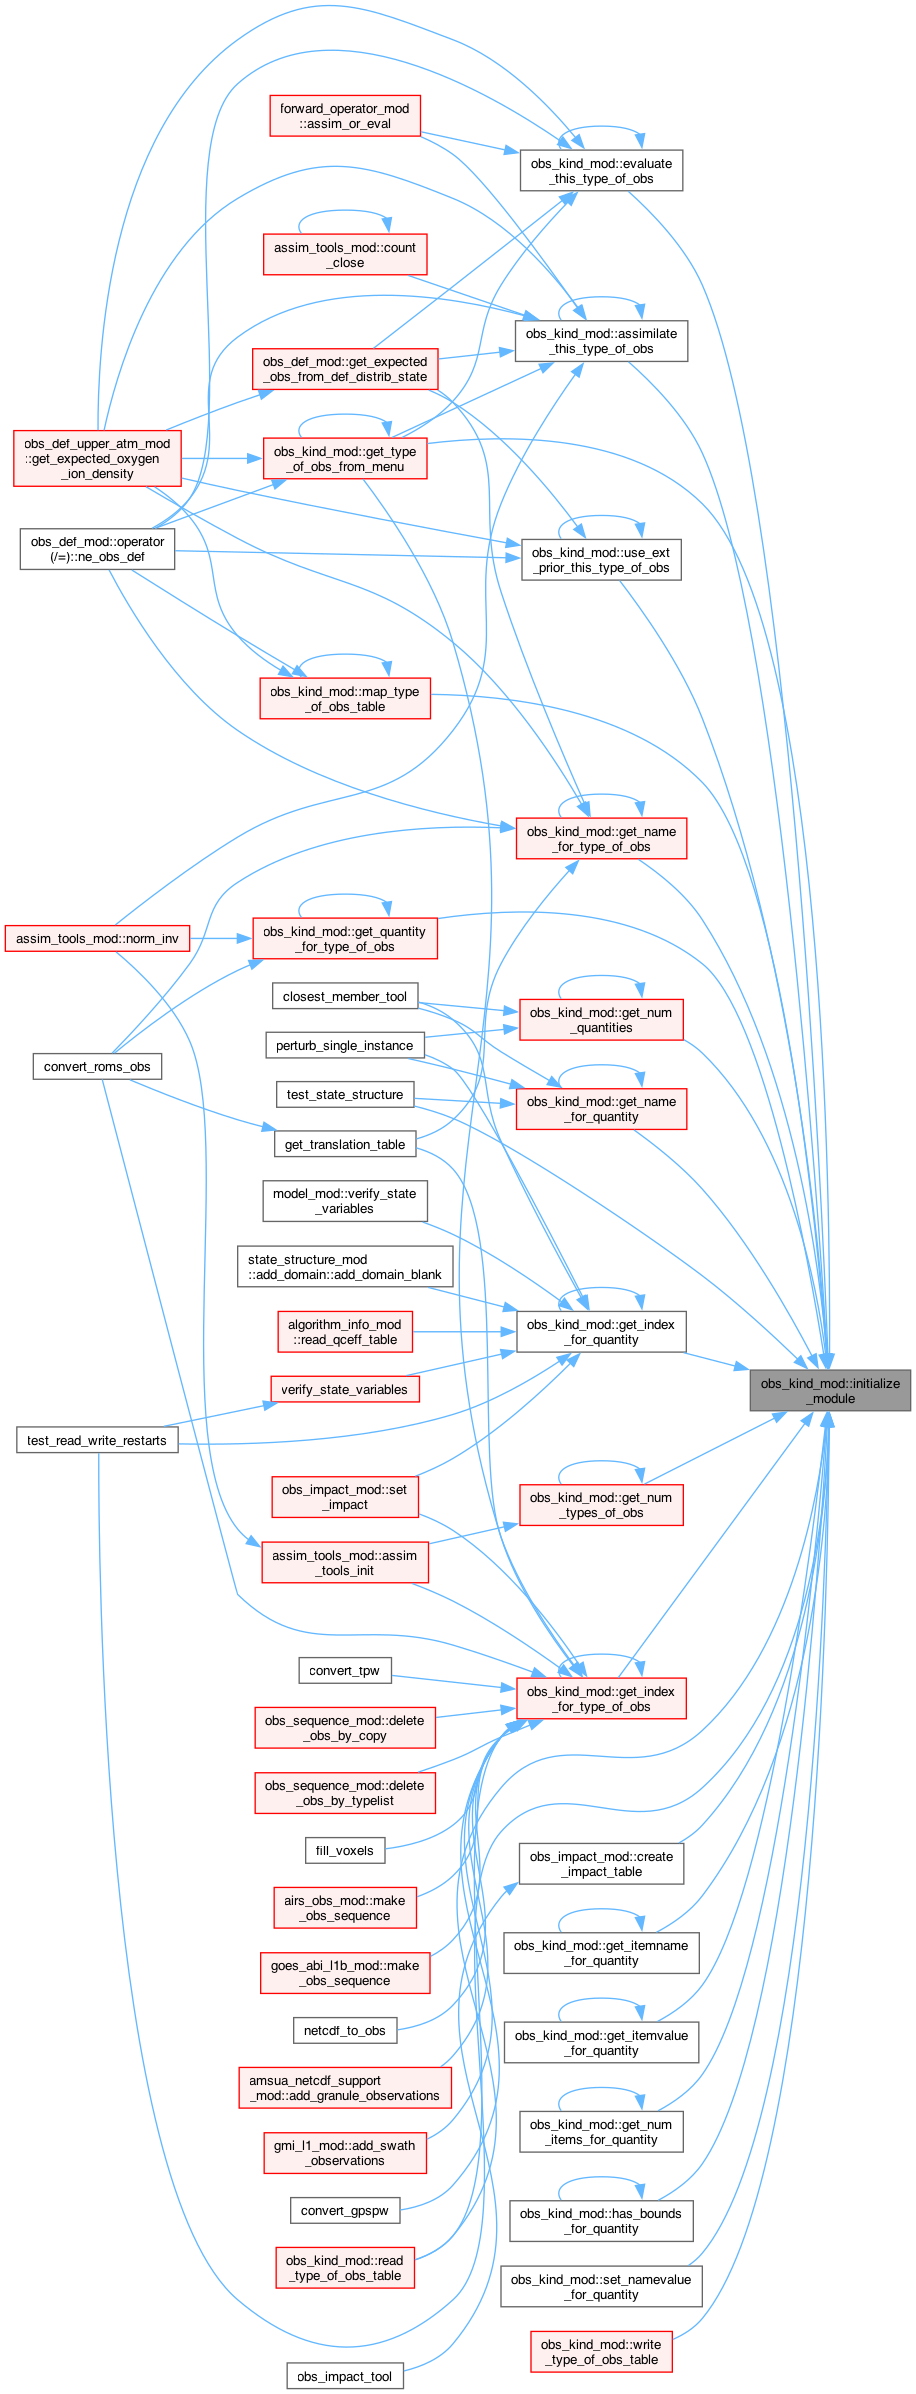 forward_operator_mod
::assim_or_eval
obs_kind_mod::evaluate
_this_type_of_obs
assim_tools_mod::count
_close
obs_kind_mod::assimilate
_this_type_of_obs
obs_def_mod::get_expected
_obs_from_def_distrib_state
obs_def_upper_atm_mod
::get_expected_oxygen
_ion_density
obs_kind_mod::get_type
_of_obs_from_menu
obs_def_mod::operator
(/=)::ne_obs_def
obs_kind_mod::use_ext
_prior_this_type_of_obs
obs_kind_mod::map_type
_of_obs_table
obs_kind_mod::get_name
_for_type_of_obs
assim_tools_mod::norm_inv
obs_kind_mod::get_quantity
_for_type_of_obs
closest_member_tool
obs_kind_mod::get_num
_quantities
perturb_single_instance
convert_roms_obs
test_state_structure
obs_kind_mod::get_name
_for_quantity
get_translation_table
model_mod::verify_state
_variables
state_structure_mod
::add_domain::add_domain_blank
algorithm_info_mod
::read_qceff_table
obs_kind_mod::get_index
_for_quantity
verify_state_variables
obs_kind_mod::initialize
_module
test_read_write_restarts
obs_impact_mod::set
_impact
obs_kind_mod::get_num
_types_of_obs
assim_tools_mod::assim
_tools_init
convert_tpw
obs_kind_mod::get_index
_for_type_of_obs
obs_sequence_mod::delete
_obs_by_copy
obs_sequence_mod::delete
_obs_by_typelist
fill_voxels
obs_impact_mod::create
_impact_table
airs_obs_mod::make
_obs_sequence
goes_abi_l1b_mod::make
_obs_sequence
obs_kind_mod::get_itemname
_for_quantity
netcdf_to_obs
obs_kind_mod::get_itemvalue
_for_quantity
amsua_netcdf_support
_mod::add_granule_observations
gmi_l1_mod::add_swath
_observations
obs_kind_mod::get_num
_items_for_quantity
convert_gpspw
obs_kind_mod::has_bounds
_for_quantity
obs_kind_mod::read
_type_of_obs_table
obs_kind_mod::set_namevalue
_for_quantity
obs_kind_mod::write
_type_of_obs_table
obs_impact_tool